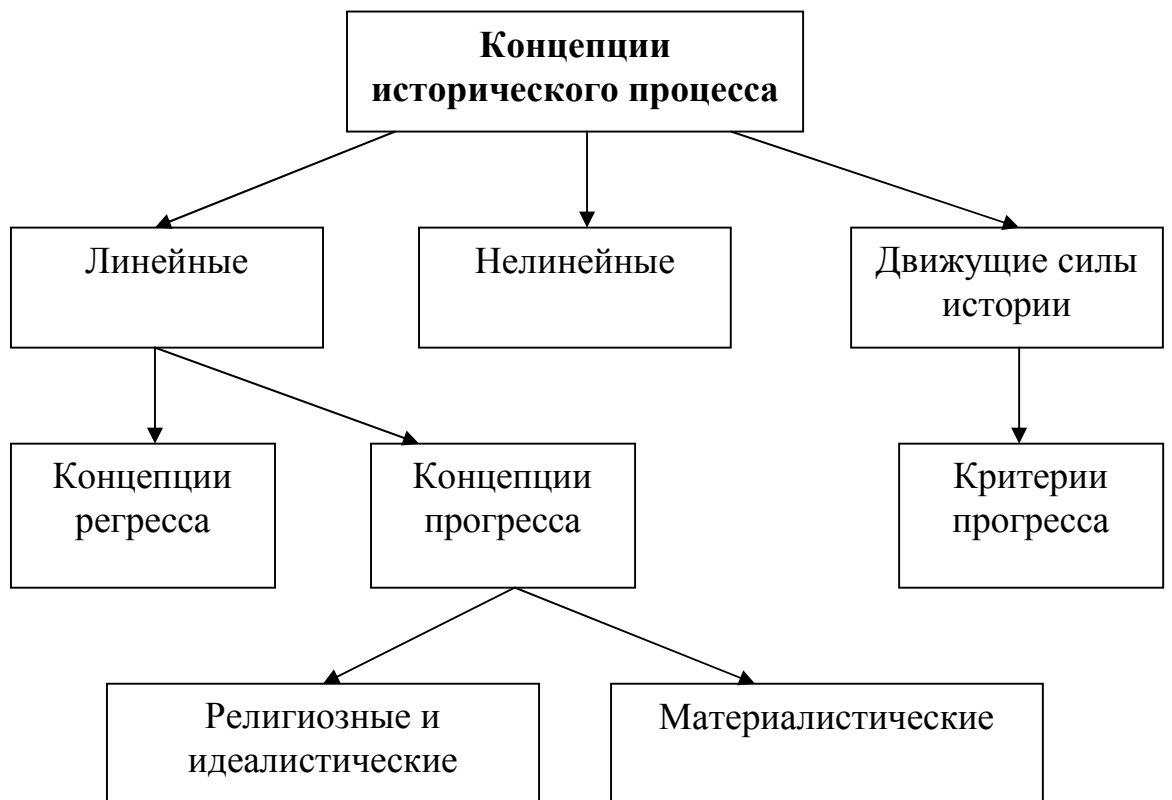 Концепции
исторического процесса
Линейные
Нелинейные
Движущие силы
истории
Концепции
регресса
Концепции
прогресса
Критерии
прогресса
Религиозные и
идеалистические
Материалистические